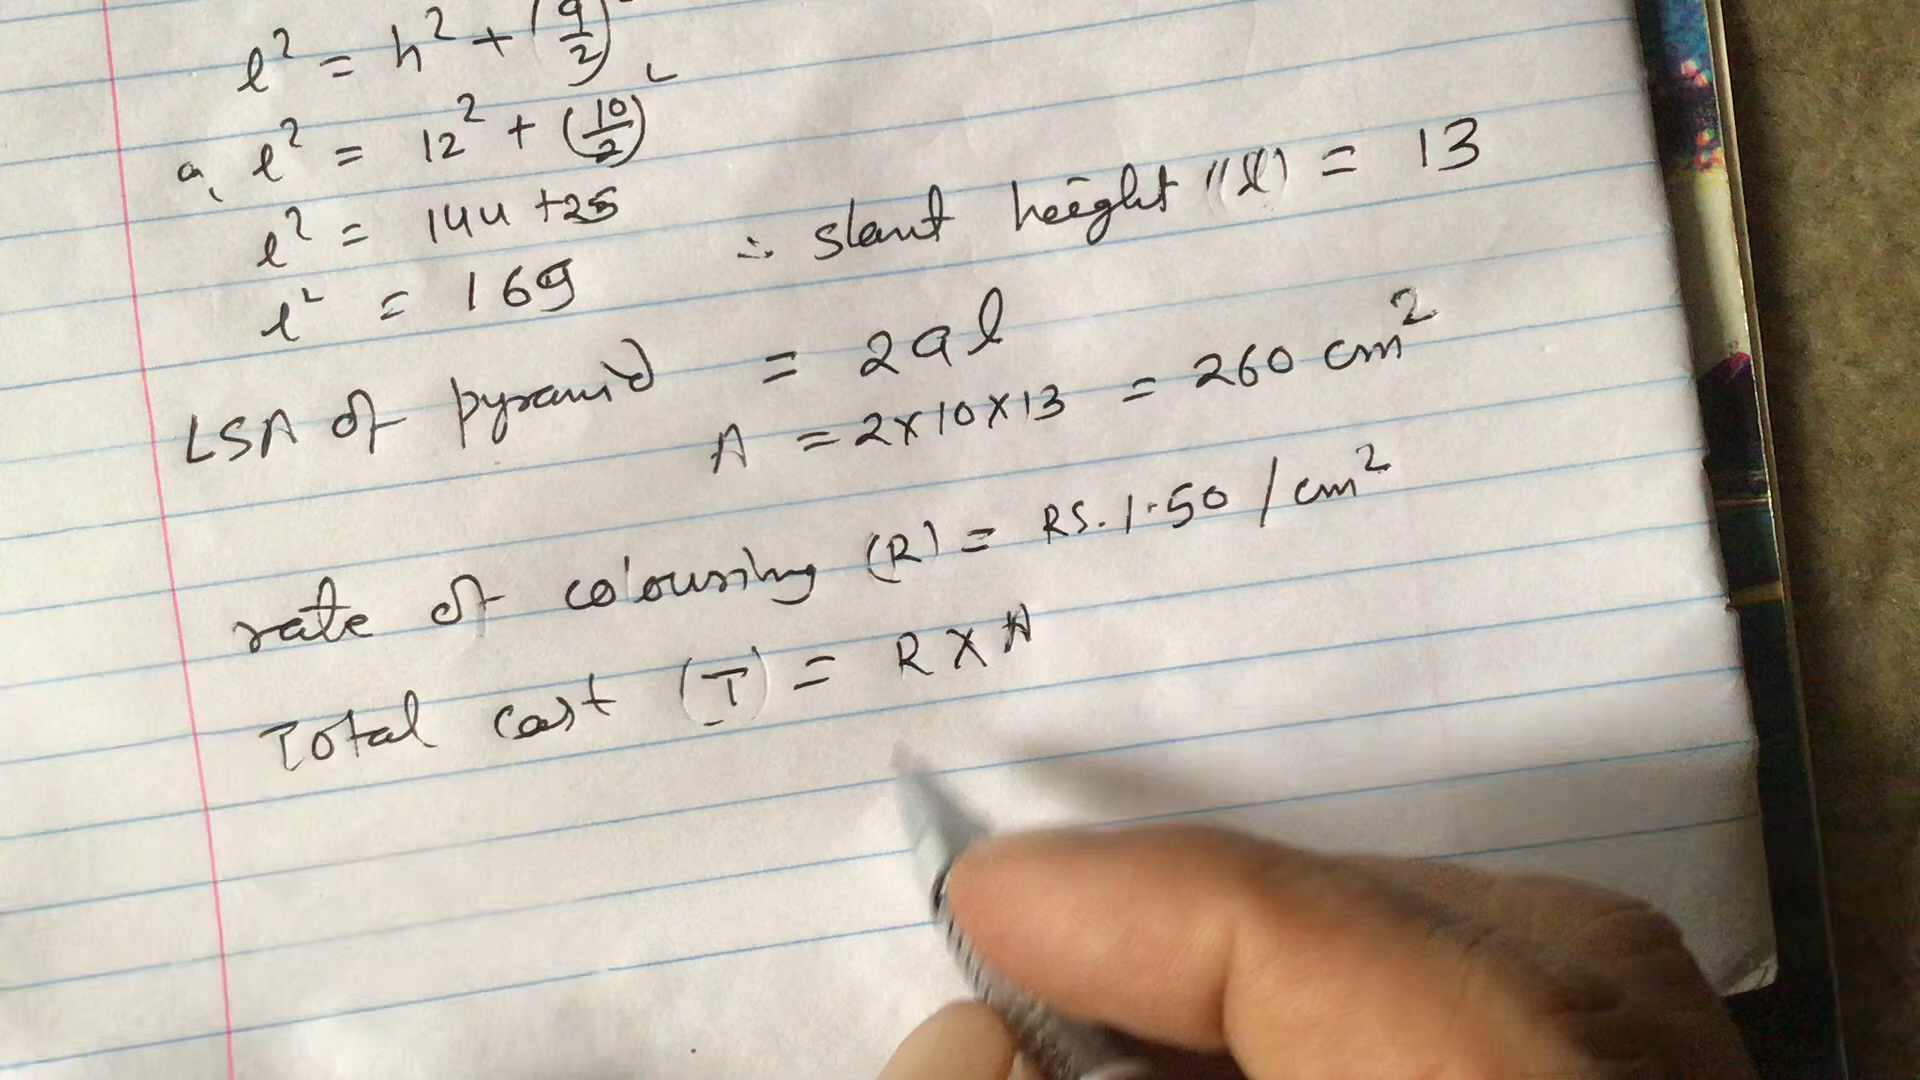 l² = h² + (a/2)²
a, l² = 12² + (10/2)²
l² = 144 + 25
l² = 169
∴ slant height (l) = 13
LSA of pyramid = 2al
A = 2×10×13 = 260 cm²
rate of colouring (R) = RS. 1.50 / cm²
Total cost (T) = R X A